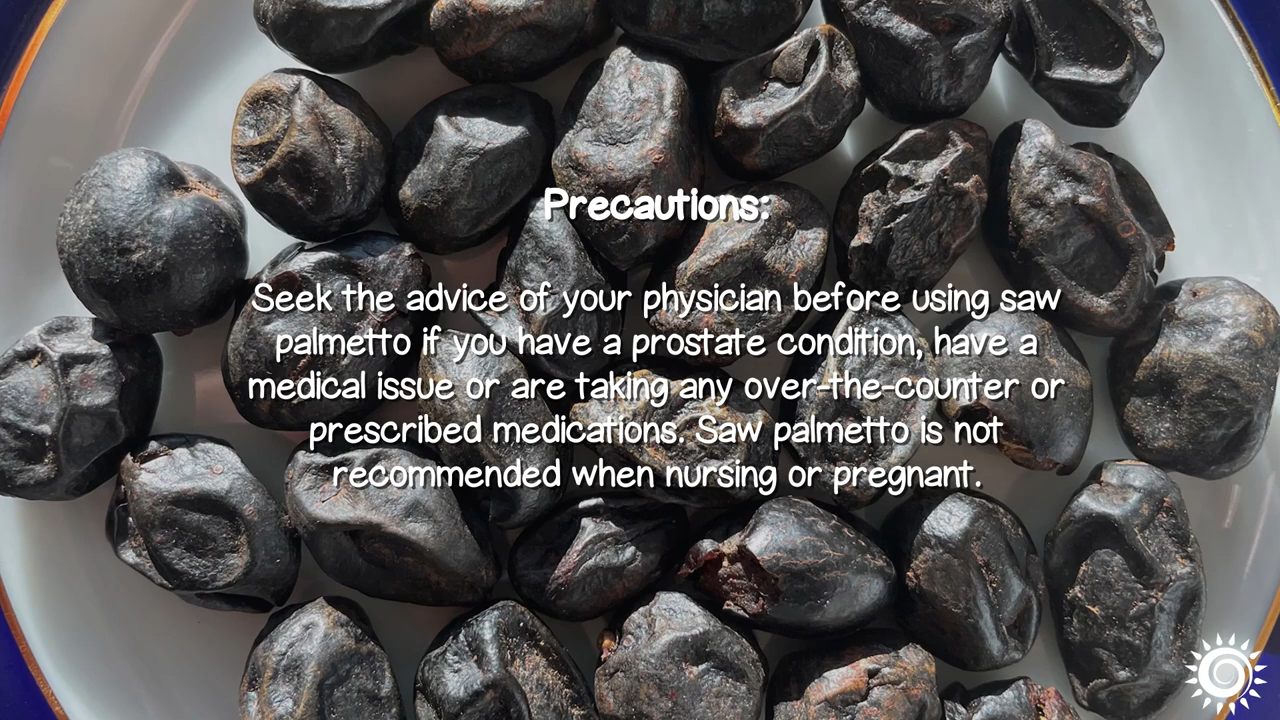 Precautions:
Seek the advice of your physician before using saw
palmetto if you have a prostate condition, have a
medical issue or are taking any over-the-counter or
prescribed medications. Saw palmetto is not
recommended when nursing or pregnant.